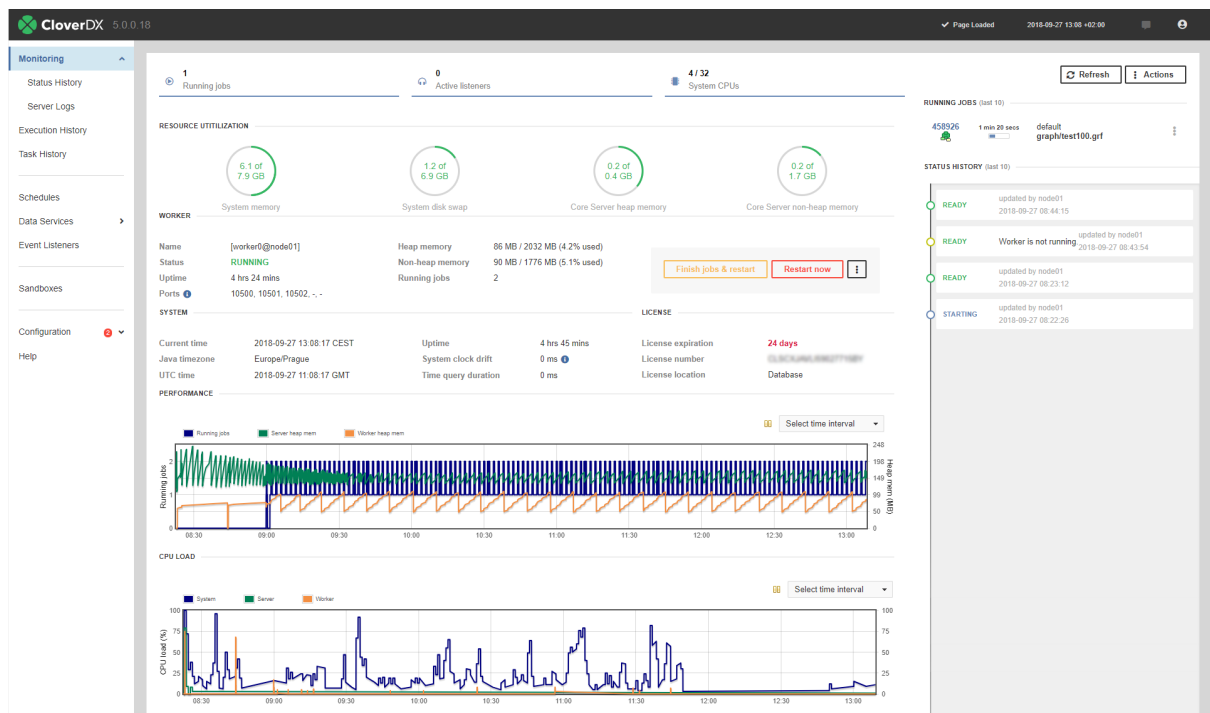 CloverDX 5.0.0.18
Page Loaded
2018-09-27 13:08 +02:00
Monitoring
Status History
Server Logs
Execution History
Task History
Schedules
Data Services
Event Listeners
Sandboxes
Configuration 2
Help
1
Running jobs
0
Active listeners
4 / 32
System CPUs
RESOURCE UTITILIZATION
6.1 of
7.9 GB
System memory
1.2 of
6.9 GB
System disk swap
0.2 of
0.4 GB
Core Server heap memory
0.2 of
1.7 GB
Core Server non-heap memory
WORKER
Name [worker0@node01] Heap memory 86 MB / 2032 MB (4.2% used)
Status RUNNING Non-heap memory 90 MB / 1776 MB (5.1% used)
Uptime 4 hrs 24 mins Running jobs 2
Ports 10500, 10501, 10502, -, -
Finish jobs & restart Restart now
SYSTEM
Current time 2018-09-27 13:08:17 CEST Uptime 4 hrs 45 mins
Java timezone Europe/Prague System clock drift 0 ms
UTC time 2018-09-27 11:08:17 GMT Time query duration 0 ms
LICENSE
License expiration 24 days
License number
License location Database
PERFORMANCE
Select time interval
Running jobs Server heap mem Worker heap mem
Running jobs
2
1
0
248
198
149
99
50
0
Heap mem (MB)
08:30 09:00 09:30 10:00 10:30 11:00 11:30 12:00 12:30 13:00
CPU LOAD
Select time interval
System Server Worker
CPU load (%)
100
75
50
25
0
100
75
50
25
0
08:30 09:00 09:30 10:00 10:30 11:00 11:30 12:00 12:30 13:00
Refresh Actions
RUNNING JOBS (last 10)
458926 1 min 20 secs default
graph/test100.grf
STATUS HISTORY (last 10)
READY updated by node01
2018-09-27 08:44:15
READY Worker is not running. updated by node01
2018-09-27 08:43:54
READY updated by node01
2018-09-27 08:23:12
STARTING updated by node01
2018-09-27 08:22:26